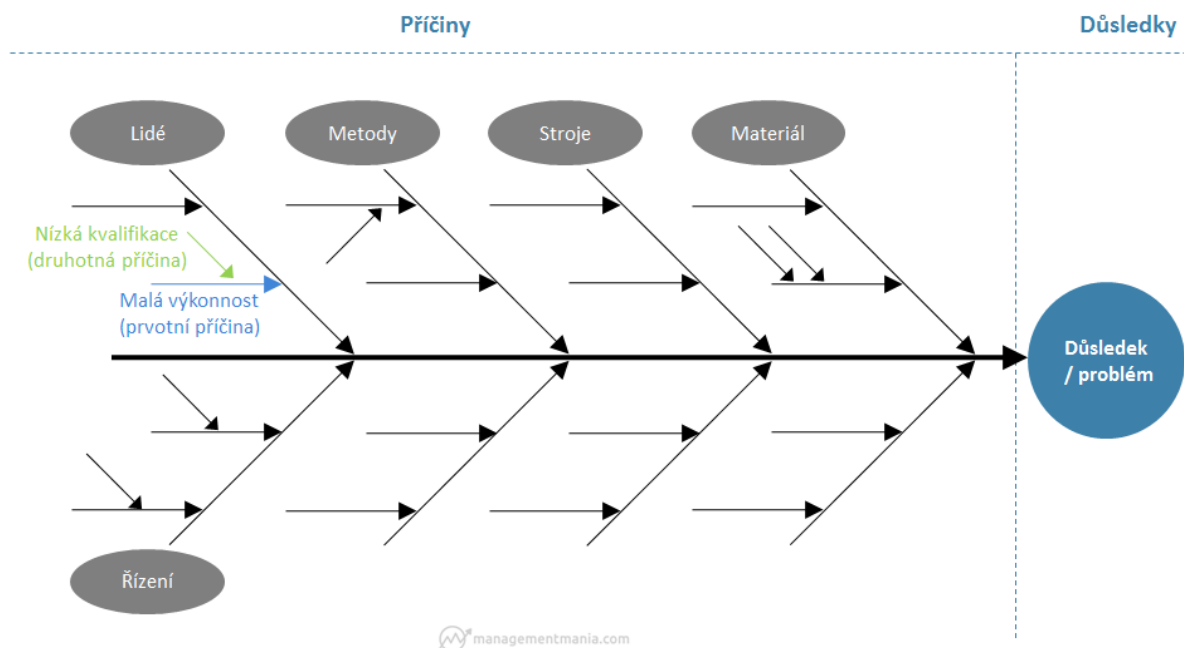 Příčiny
Důsledky
Lidé
Metody
Stroje
Materiál
Nízká kvalifikace
(druhotná příčina)
Malá výkonnost
(prvotní příčina)
Důsledek
/ problém
Řízení
managementmania.com